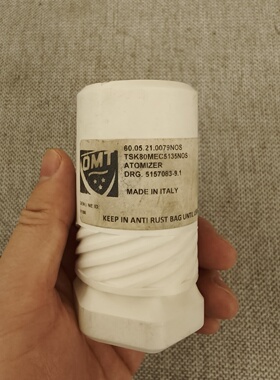 OMT
60.05.21.0079NOS
TSK80MEC5135NOS
ATOMIZER
DRG. 5157083-5.1
MADE IN ITALY
KEEP IN ANTI RUST BAG UNTIL